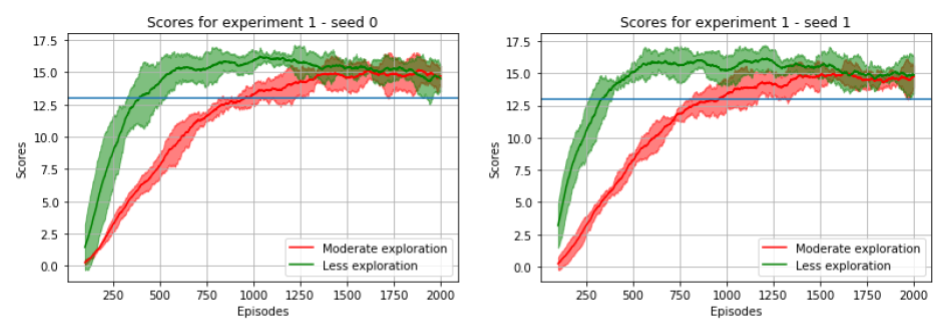 Scores for experiment 1 - seed 0
17.5
15.0
12.5
10.0
7.5
5.0
2.5
0.0
Scores
Moderate exploration
Less exploration
250 500 750 1000 1250 1500 1750 2000
Episodes
Scores for experiment 1 - seed 1
17.5
15.0
12.5
10.0
7.5
5.0
2.5
0.0
Scores
Moderate exploration
Less exploration
250 500 750 1000 1250 1500 1750 2000
Episodes